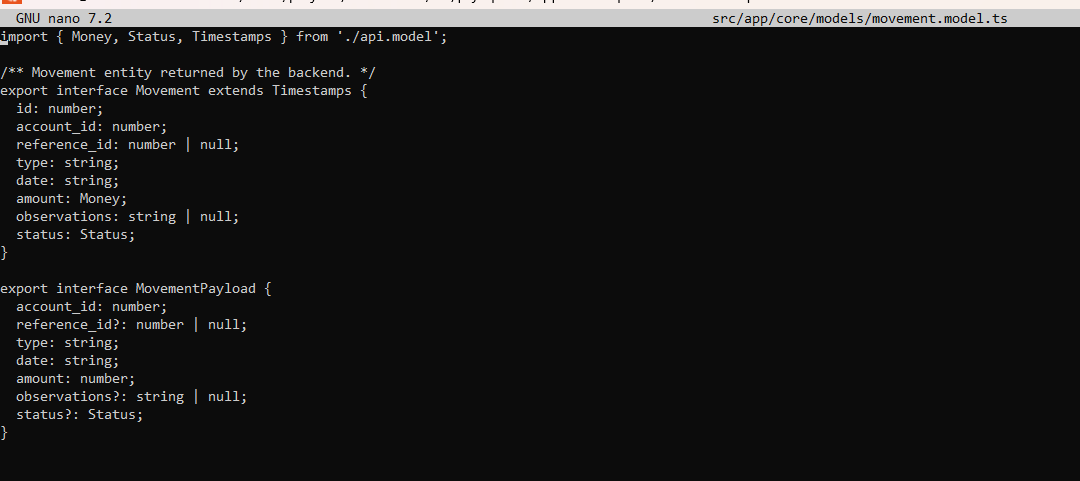 GNU nano 7.2 src/app/core/models/movement.model.ts
import { Money, Status, Timestamps } from './api.model';

/** Movement entity returned by the backend. */
export interface Movement extends Timestamps {
  id: number;
  account_id: number;
  reference_id: number | null;
  type: string;
  date: string;
  amount: Money;
  observations: string | null;
  status: Status;
}

export interface MovementPayload {
  account_id: number;
  reference_id?: number | null;
  type: string;
  date: string;
  amount: number;
  observations?: string | null;
  status?: Status;
}